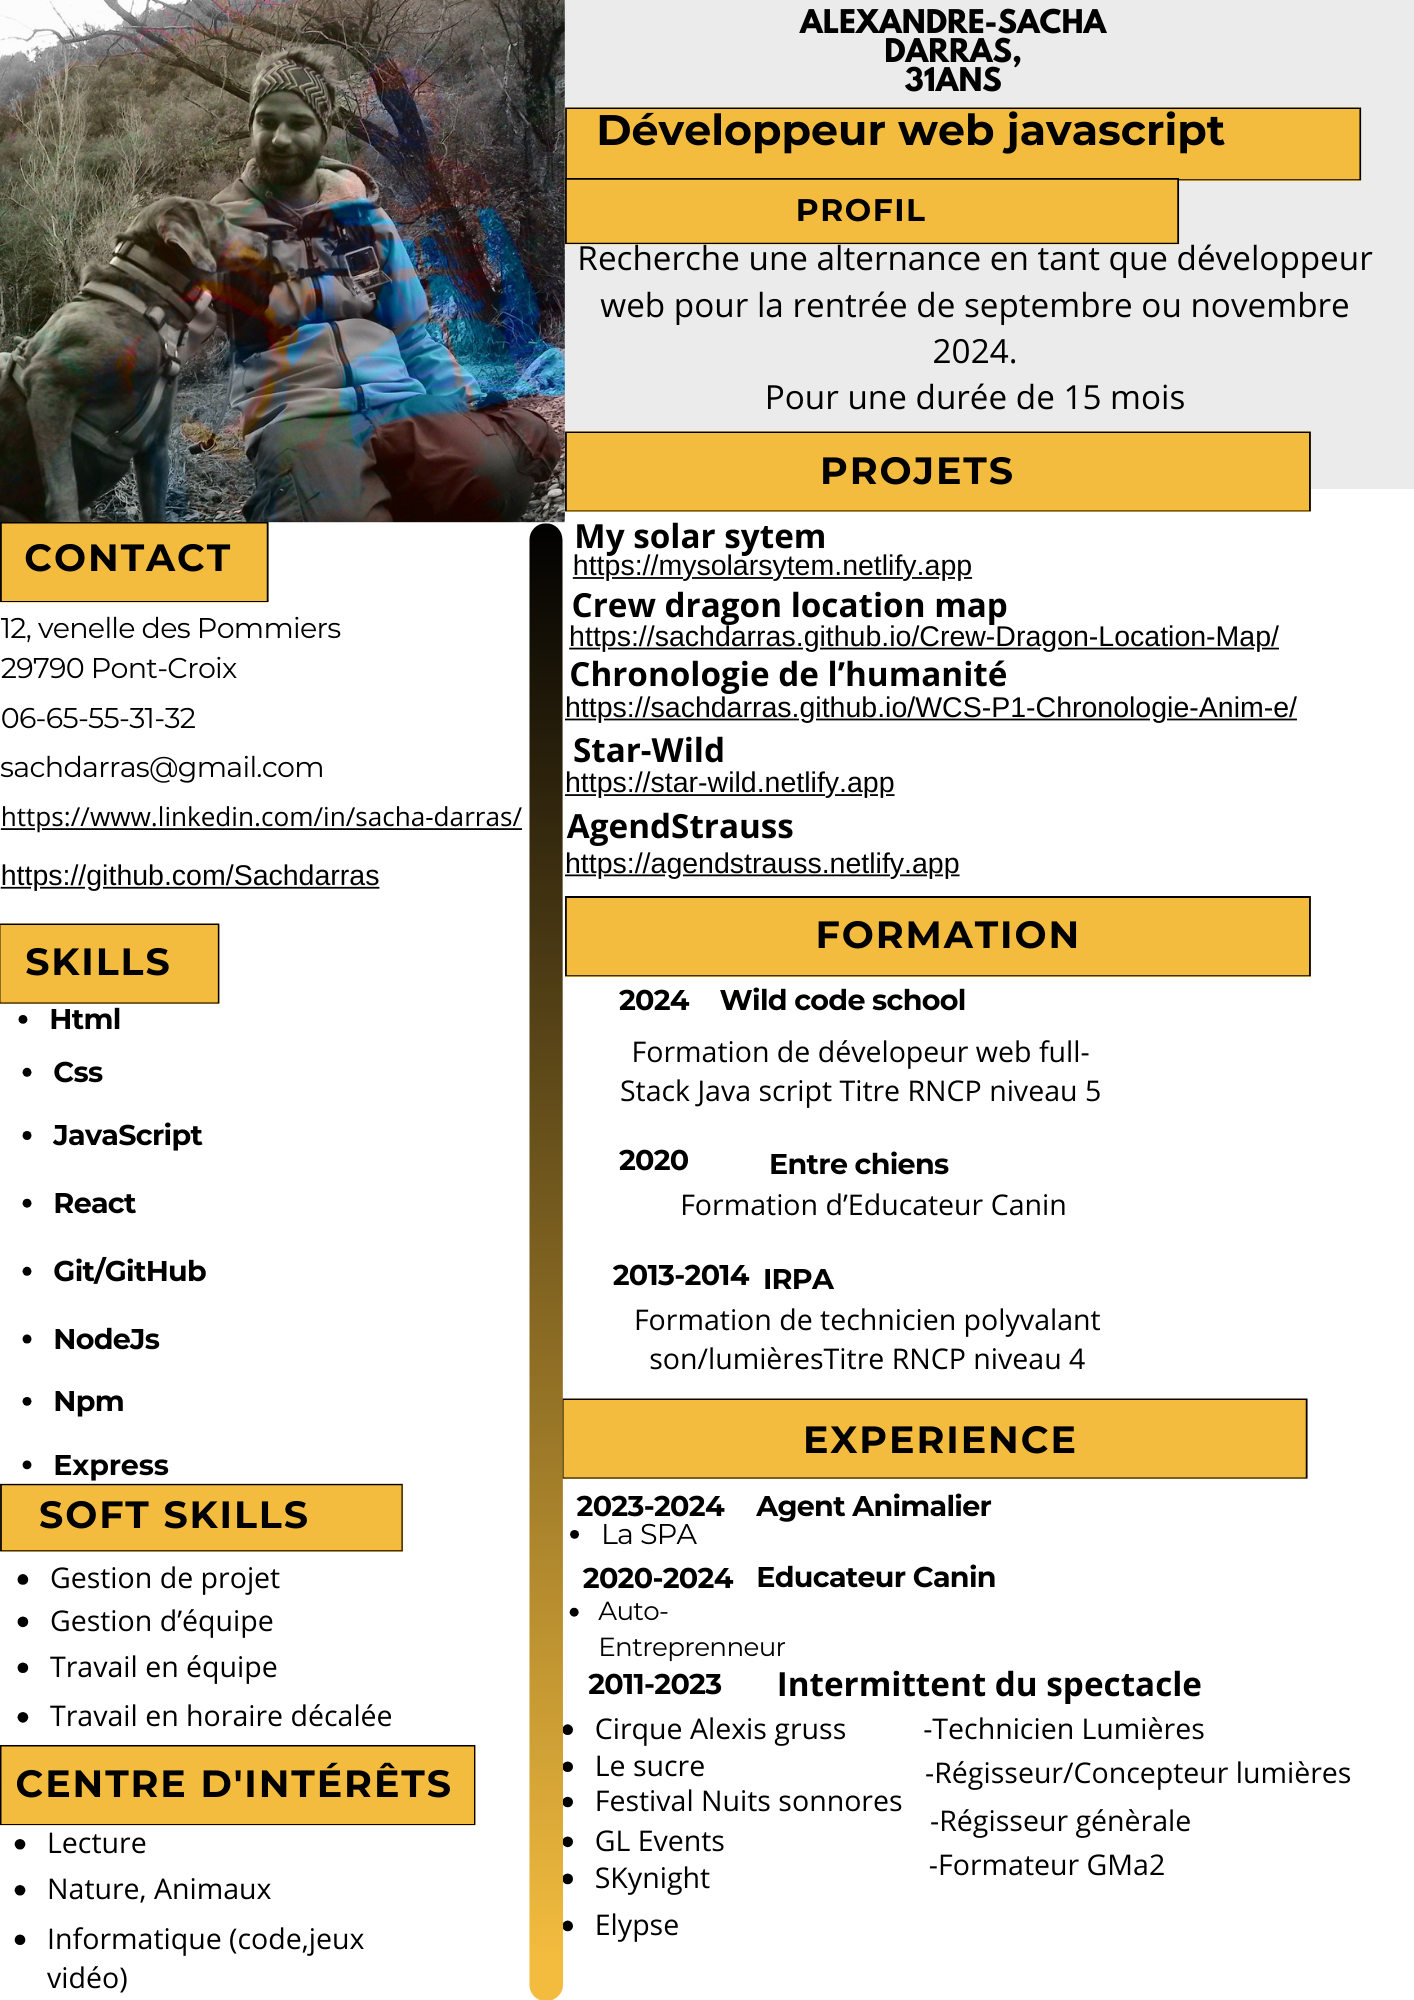 ALEXANDRE-SACHA
DARRAS,
31ANS
Développeur web javascript
PROFIL
Recherche une alternance en tant que développeur
web pour la rentrée de septembre ou novembre
2024.
Pour une durée de 15 mois
PROJETS
My solar sytem
https://mysolarsytem.netlify.app
Crew dragon location map
https://sachdarras.github.io/Crew-Dragon-Location-Map/
Chronologie de l’humanité
https://sachdarras.github.io/WCS-P1-Chronologie-Anim-e/
Star-Wild
https://star-wild.netlify.app
AgendStrauss
https://agendstrauss.netlify.app
CONTACT
12, venelle des Pommiers
29790 Pont-Croix
06-65-55-31-32
sachdarras@gmail.com
https://www.linkedin.com/in/sacha-darras/
https://github.com/Sachdarras
SKILLS
• Html
• Css
• JavaScript
• React
• Git/GitHub
• NodeJs
• Npm
• Express
SOFT SKILLS
• Gestion de projet
• Gestion d’équipe
• Travail en équipe
• Travail en horaire décalée
CENTRE D'INTÉRÊTS
• Lecture
• Nature, Animaux
• Informatique (code,jeux
vidéo)
FORMATION
2024 Wild code school
Formation de dévelopeur web full-
Stack Java script Titre RNCP niveau 5
2020 Entre chiens
Formation d’Educateur Canin
2013-2014 IRPA
Formation de technicien polyvalant
son/lumièresTitre RNCP niveau 4
EXPERIENCE
2023-2024 Agent Animalier
• La SPA
2020-2024 Educateur Canin
• Auto-
Entreprenneur
2011-2023 Intermittent du spectacle
• Cirque Alexis gruss
• Le sucre
• Festival Nuits sonnores
• GL Events
• SKynight
• Elypse
-Technicien Lumières
-Régisseur/Concepteur lumières
-Régisseur génèrale
-Formateur GMa2